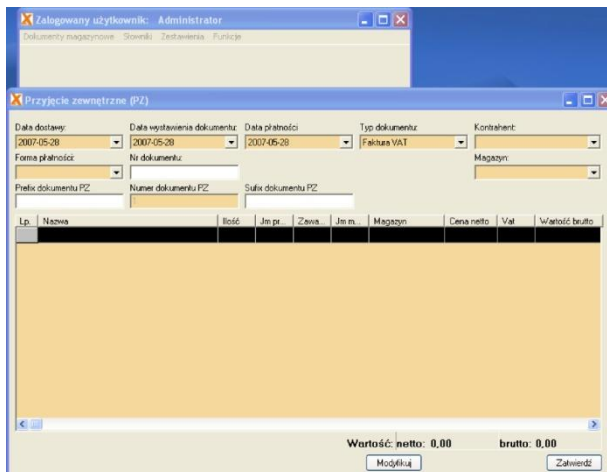 Zalogowany użytkownik: Administrator
Dokumenty magazynowe Słowniki Zestawienia Funkcje
Przyjęcie zewnętrzne (PZ)
Data dostawy: Data wystawienia dokumentu: Data płatności Typ dokumentu: Kontrahent:
2007-05-28 2007-05-28 2007-05-28 Faktura VAT
Forma płatności: Nr dokumentu: Magazyn:
Prefix dokumentu PZ Numer dokumentu PZ Sufix dokumentu PZ
Lp. Nazwa Ilość Jm pr... Zawa... Jm m... Magazyn Cena netto Vat Wartość brutto
Wartość: netto: 0,00 brutto: 0,00
Modyfikuj Zatwierdź